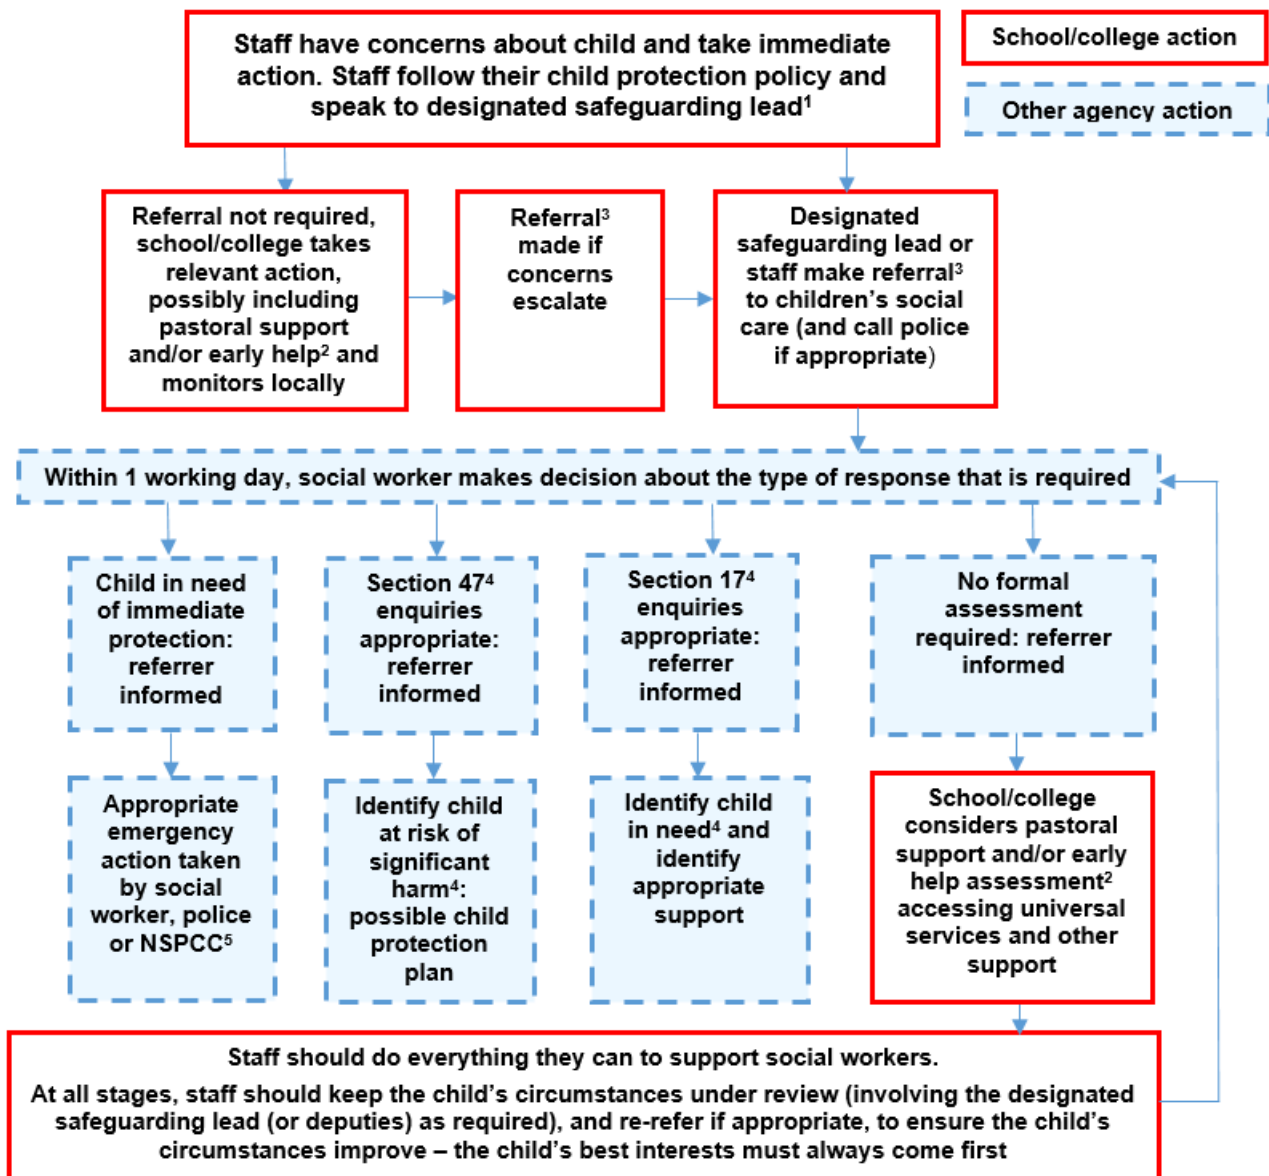 Staff have concerns about child and take immediate
action. Staff follow their child protection policy and
speak to designated safeguarding lead¹
School/college action
Other agency action
Referral not required,
school/college takes
relevant action,
possibly including
pastoral support
and/or early help² and
monitors locally
Referral³
made if
concerns
escalate
Designated
safeguarding lead or
staff make referral³
to children’s social
care (and call police
if appropriate)
Within 1 working day, social worker makes decision about the type of response that is required
Child in need
of immediate
protection:
referrer
informed
Section 47⁴
enquiries
appropriate:
referrer
informed
Section 17⁴
enquiries
appropriate:
referrer
informed
No formal
assessment
required: referrer
informed
Appropriate
emergency
action taken
by social
worker, police
or NSPCC⁵
Identify child
at risk of
significant
harm⁴:
possible child
protection
plan
Identify child
in need⁴ and
identify
appropriate
support
School/college
considers pastoral
support and/or early
help assessment²
accessing universal
services and other
support
Staff should do everything they can to support social workers.
At all stages, staff should keep the child’s circumstances under review (involving the designated
safeguarding lead (or deputies) as required), and re-refer if appropriate, to ensure the child’s
circumstances improve – the child’s best interests must always come first